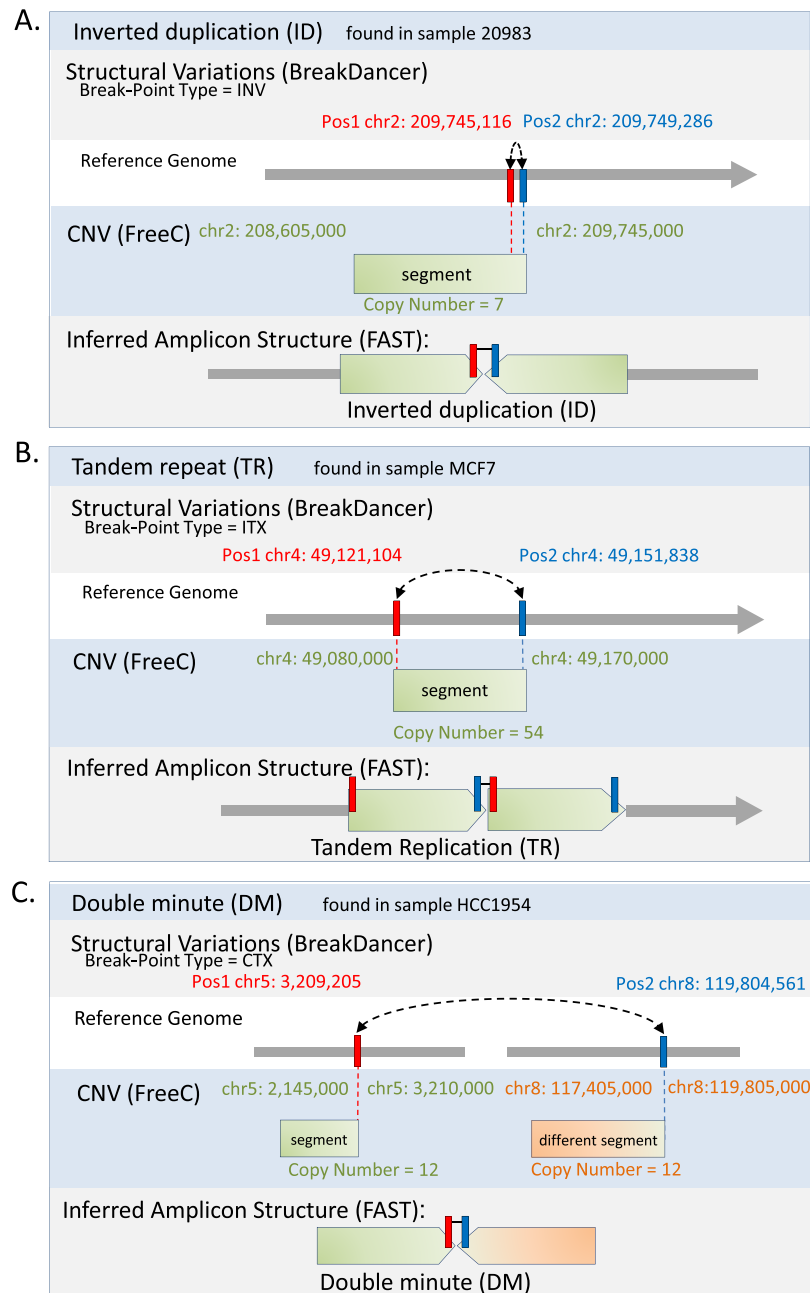 A.
Inverted duplication (ID) found in sample 20983
Structural Variations (BreakDancer)
Break-Point Type = INV
Pos1 chr2: 209,745,116 Pos2 chr2: 209,749,286
Reference Genome
CNV (FreeC) chr2: 208,605,000 chr2: 209,745,000
segment
Copy Number = 7
Inferred Amplicon Structure (FAST):
Inverted duplication (ID)
B.
Tandem repeat (TR) found in sample MCF7
Structural Variations (BreakDancer)
Break-Point Type = ITX
Pos1 chr4: 49,121,104 Pos2 chr4: 49,151,838
Reference Genome
CNV (FreeC) chr4: 49,080,000 chr4: 49,170,000
segment
Copy Number = 54
Inferred Amplicon Structure (FAST):
Tandem Replication (TR)
C.
Double minute (DM) found in sample HCC1954
Structural Variations (BreakDancer)
Break-Point Type = CTX
Pos1 chr5: 3,209,205 Pos2 chr8: 119,804,561
Reference Genome
CNV (FreeC) chr5: 2,145,000 chr5: 3,210,000 chr8: 117,405,000 chr8:119,805,000
segment different segment
Copy Number = 12 Copy Number = 12
Inferred Amplicon Structure (FAST):
Double minute (DM)